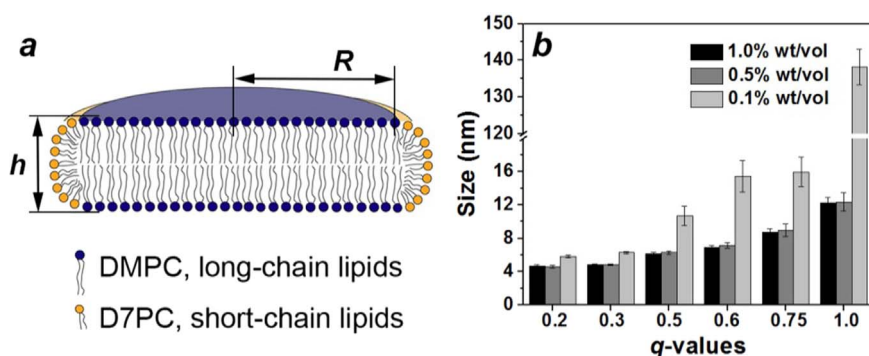 a
R
h
DMPC, long-chain lipids
D7PC, short-chain lipids
b
1.0% wt/vol
0.5% wt/vol
0.1% wt/vol
Size (nm)
150
140
130
120
16
12
8
4
0
0.2 0.3 0.5 0.6 0.75 1.0
q-values